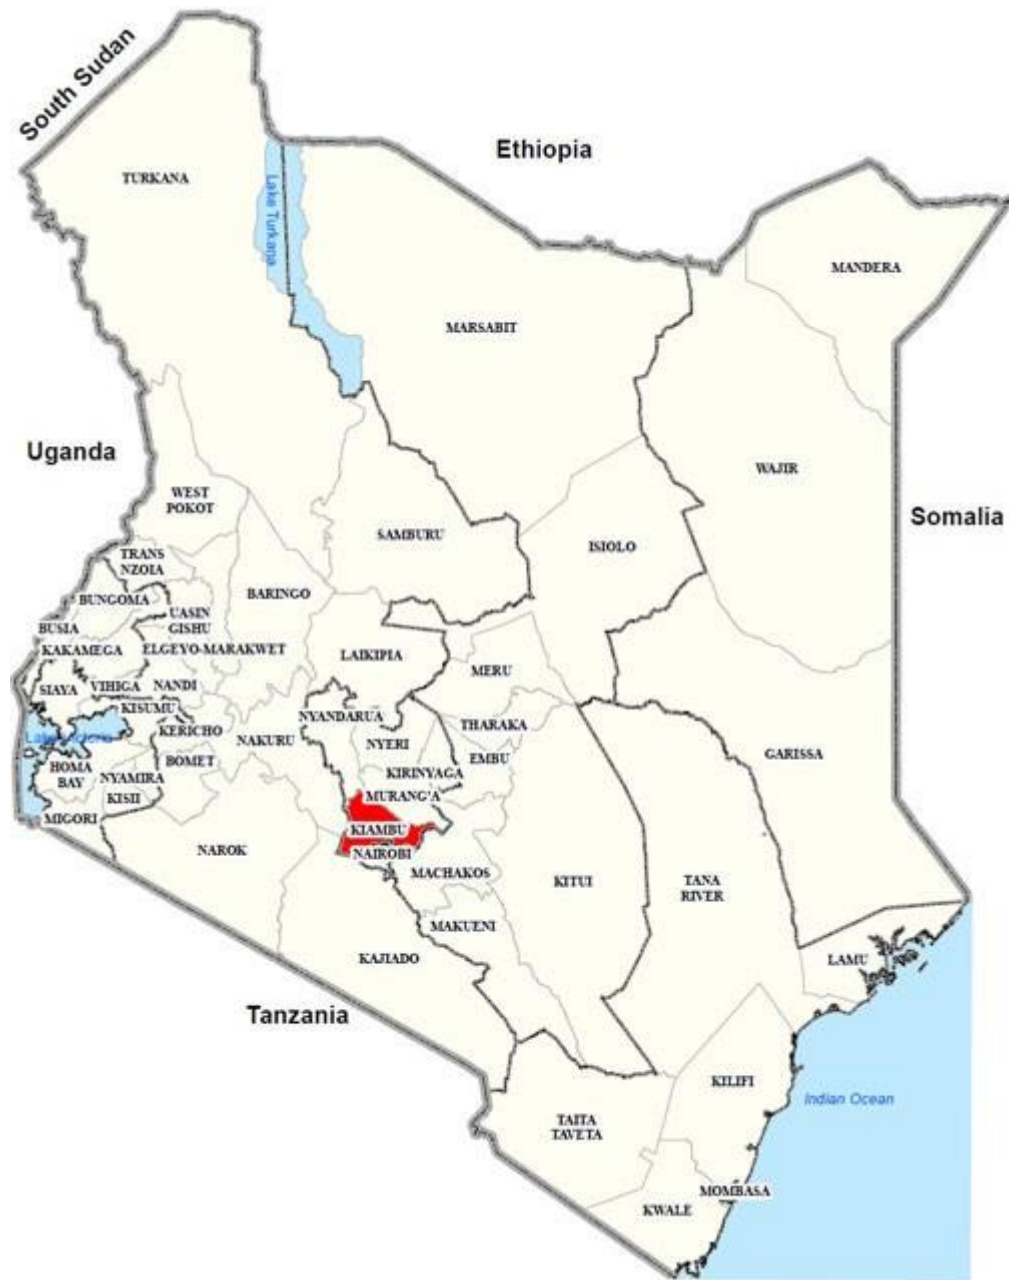 South Sudan
Ethiopia
TURKANA
Lake Turkana
MANDERA
MARSABIT
Uganda
WAJIR
WEST
POKOT
Somalia
SAMBURU
ISIOLO
TRANS
NZOIA
BARINGO
BUNGOMA
UASIN
GISHU
BUSIA
KAKAMEGA
ELGEYO-MARAKWET
LAIKIPIA
MERU
SIAYA
VIHIGA
NANDI
KISUMU
NYANDARUA
THARAKA
KERICHO
NAKURU
NYERI
GARISSA
BOMET
EMBU
HOMA
BAY
NYAMIRA
KIRINYAGA
KISII
MURANG'A
MIGORI
KIAMBU
NAROK
NAIROBI
MACHAKOS
KITUI
TANA
RIVER
MAKUENI
KAJIADO
LAMU
Tanzania
KILIFI
Indian Ocean
TAITA
TAVETA
MOMBASA
KWALE